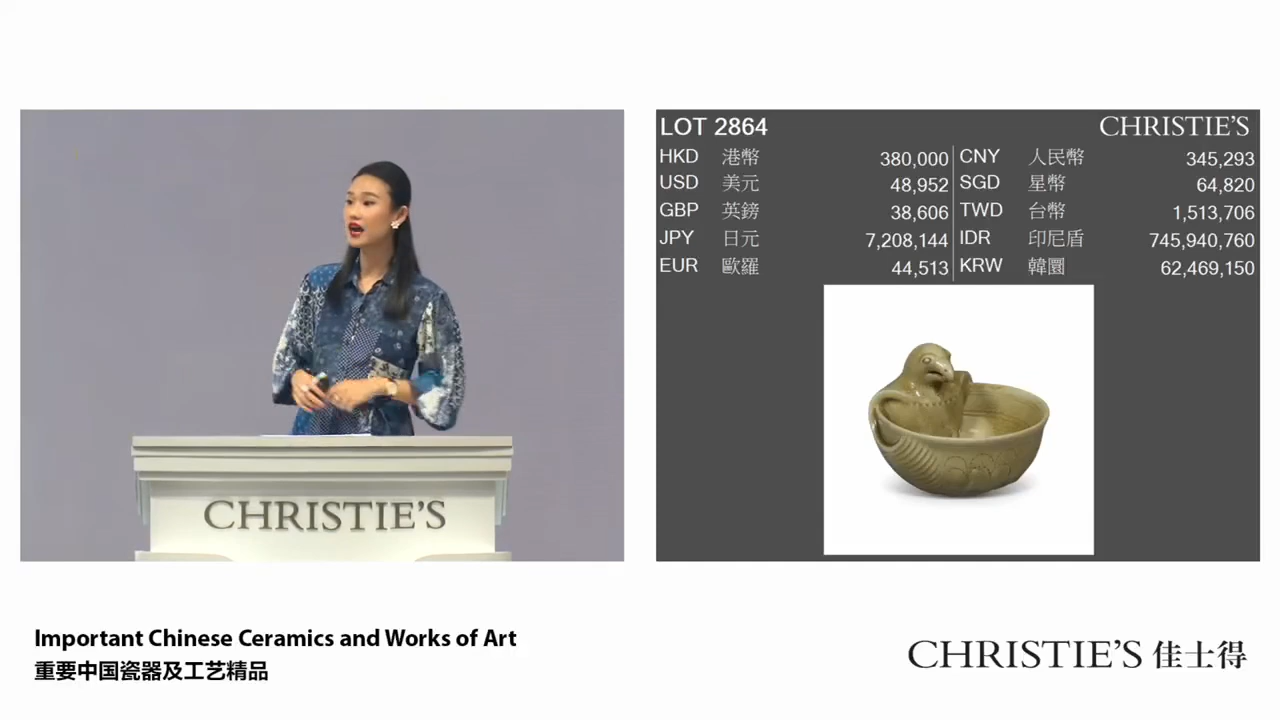 CHRISTIE'S
LOT 2864 CHRISTIE'S
HKD 港幣 380,000 CNY 人民幣 345,293
USD 美元 48,952 SGD 星幣 64,820
GBP 英鎊 38,606 TWD 台幣 1,513,706
JPY 日元 7,208,144 IDR 印尼盾 745,940,760
EUR 歐羅 44,513 KRW 韓圜 62,469,150
Important Chinese Ceramics and Works of Art
重要中国瓷器及工艺精品
CHRISTIE'S 佳士得